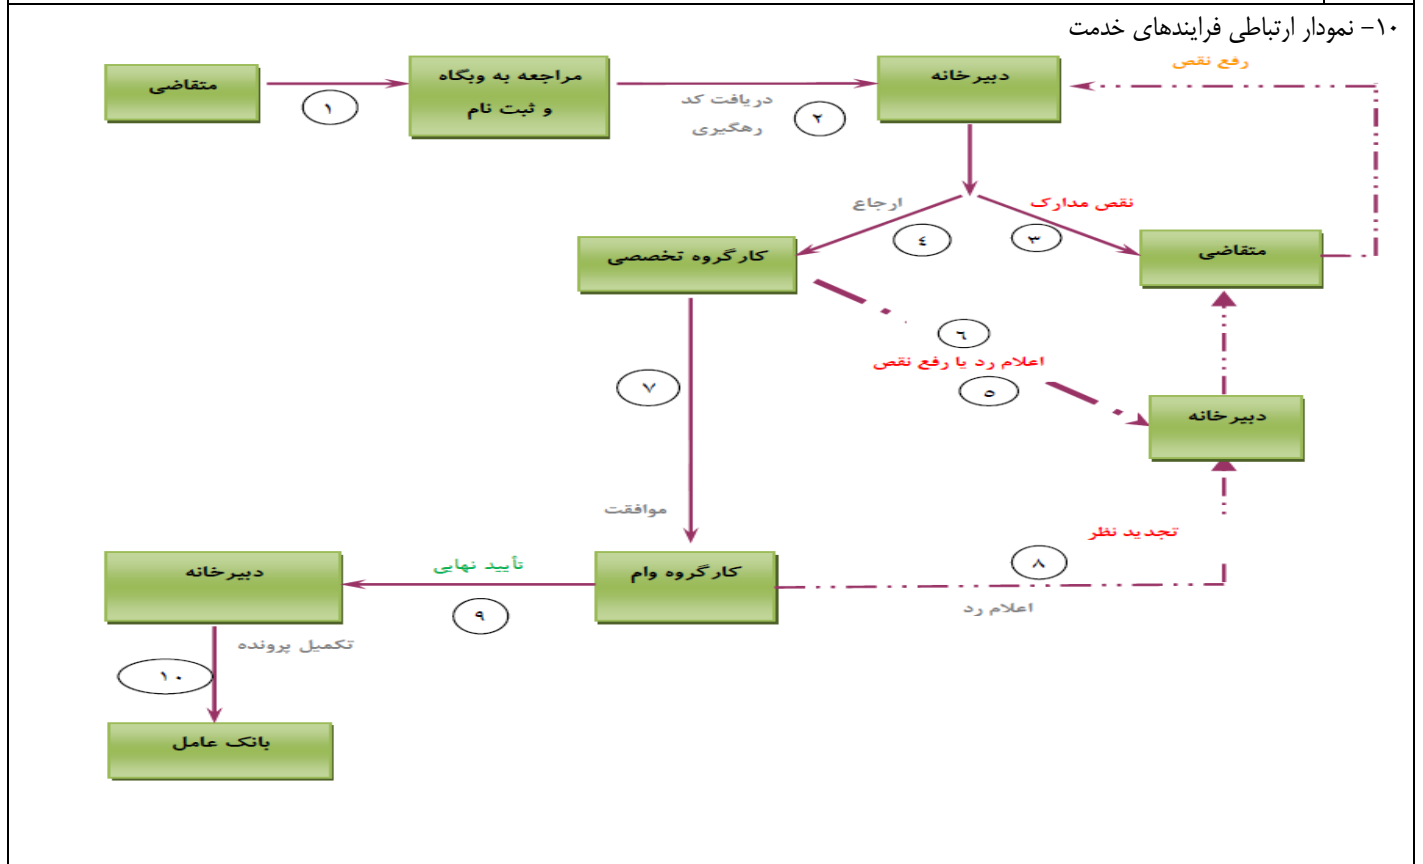 ۱۰- نمودار ارتباطی فرایندهای خدمت
متقاضی
۱
مراجعه به وبگاه
و ثبت نام
دریافت کد
رهگیری
۲
دبیرخانه
رفع نقص
ارجاع
نقص مدارک
۴
۳
کارگروه تخصصی
متقاضی
۶
اعلام رد یا رفع نقص
۵
۷
دبیرخانه
موافقت
تجدید نظر
۸
دبیرخانه
تأیید نهایی
کارگروه وام
۹
اعلام رد
تکمیل پرونده
۱۰
بانک عامل